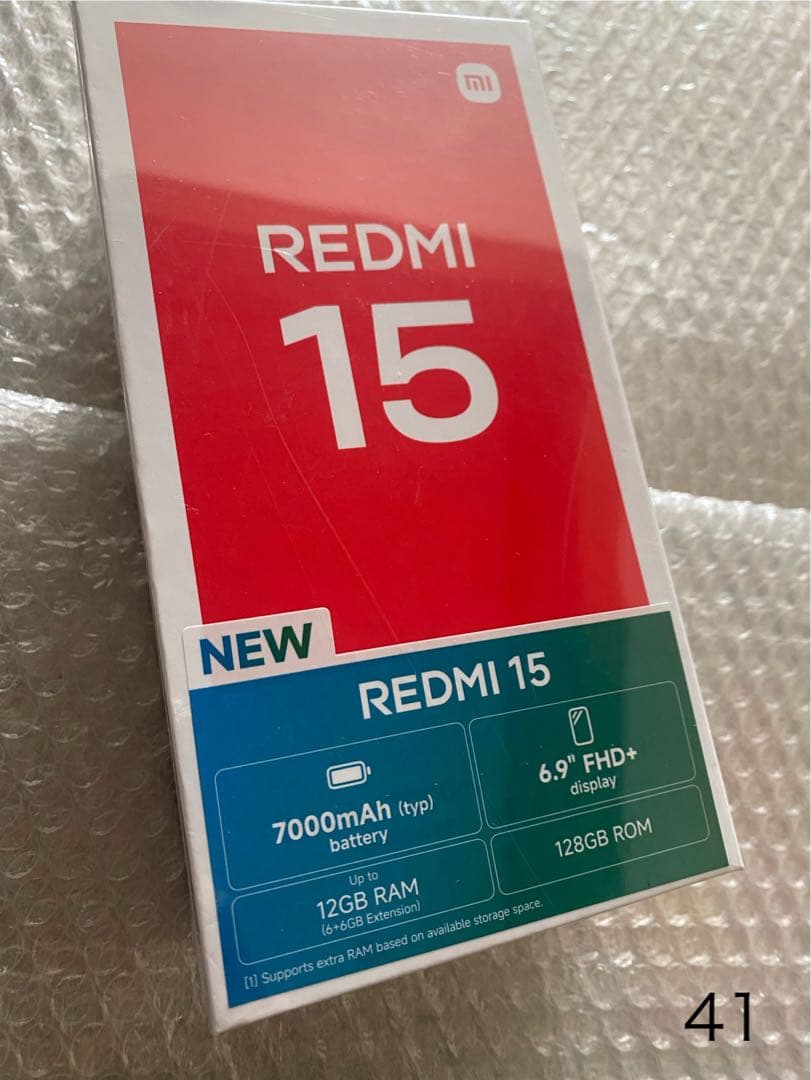 mi
REDMI
15
NEW
REDMI 15
7000mAh (typ)
battery
6.9" FHD+
display
Up to
12GB RAM
(6+6GB Extension)
128GB ROM
[1] Supports extra RAM based on available storage space.
41